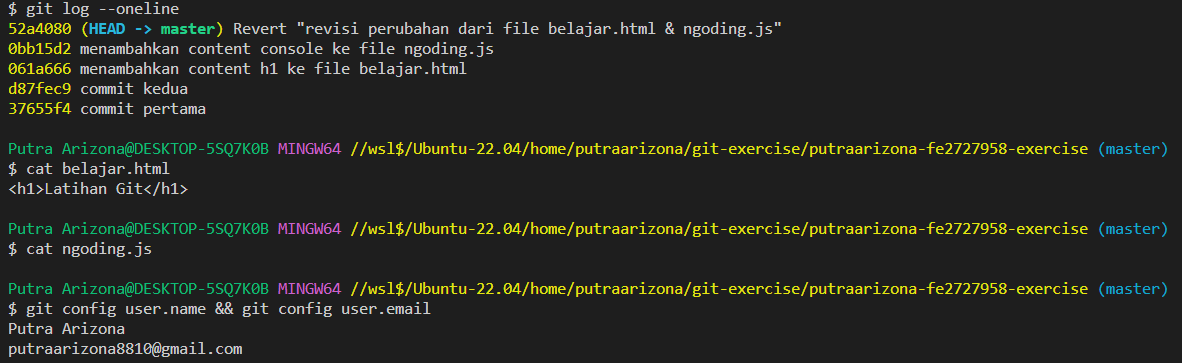 $ git log --oneline
52a4080 (HEAD -> master) Revert "revisi perubahan dari file belajar.html & ngoding.js"
0bb15d2 menambahkan content console ke file ngoding.js
061a666 menambahkan content h1 ke file belajar.html
d87fec9 commit kedua
37655f4 commit pertama
Putra Arizona@DESKTOP-5SQ7K0B MINGW64 //wsl$/Ubuntu-22.04/home/putraarizona/git-exercise/putraarizona-fe2727958-exercise (master)
$ cat belajar.html
<h1>Latihan Git</h1>
Putra Arizona@DESKTOP-5SQ7K0B MINGW64 //wsl$/Ubuntu-22.04/home/putraarizona/git-exercise/putraarizona-fe2727958-exercise (master)
$ cat ngoding.js
Putra Arizona@DESKTOP-5SQ7K0B MINGW64 //wsl$/Ubuntu-22.04/home/putraarizona/git-exercise/putraarizona-fe2727958-exercise (master)
$ git config user.name && git config user.email
Putra Arizona
putraarizona8810@gmail.com